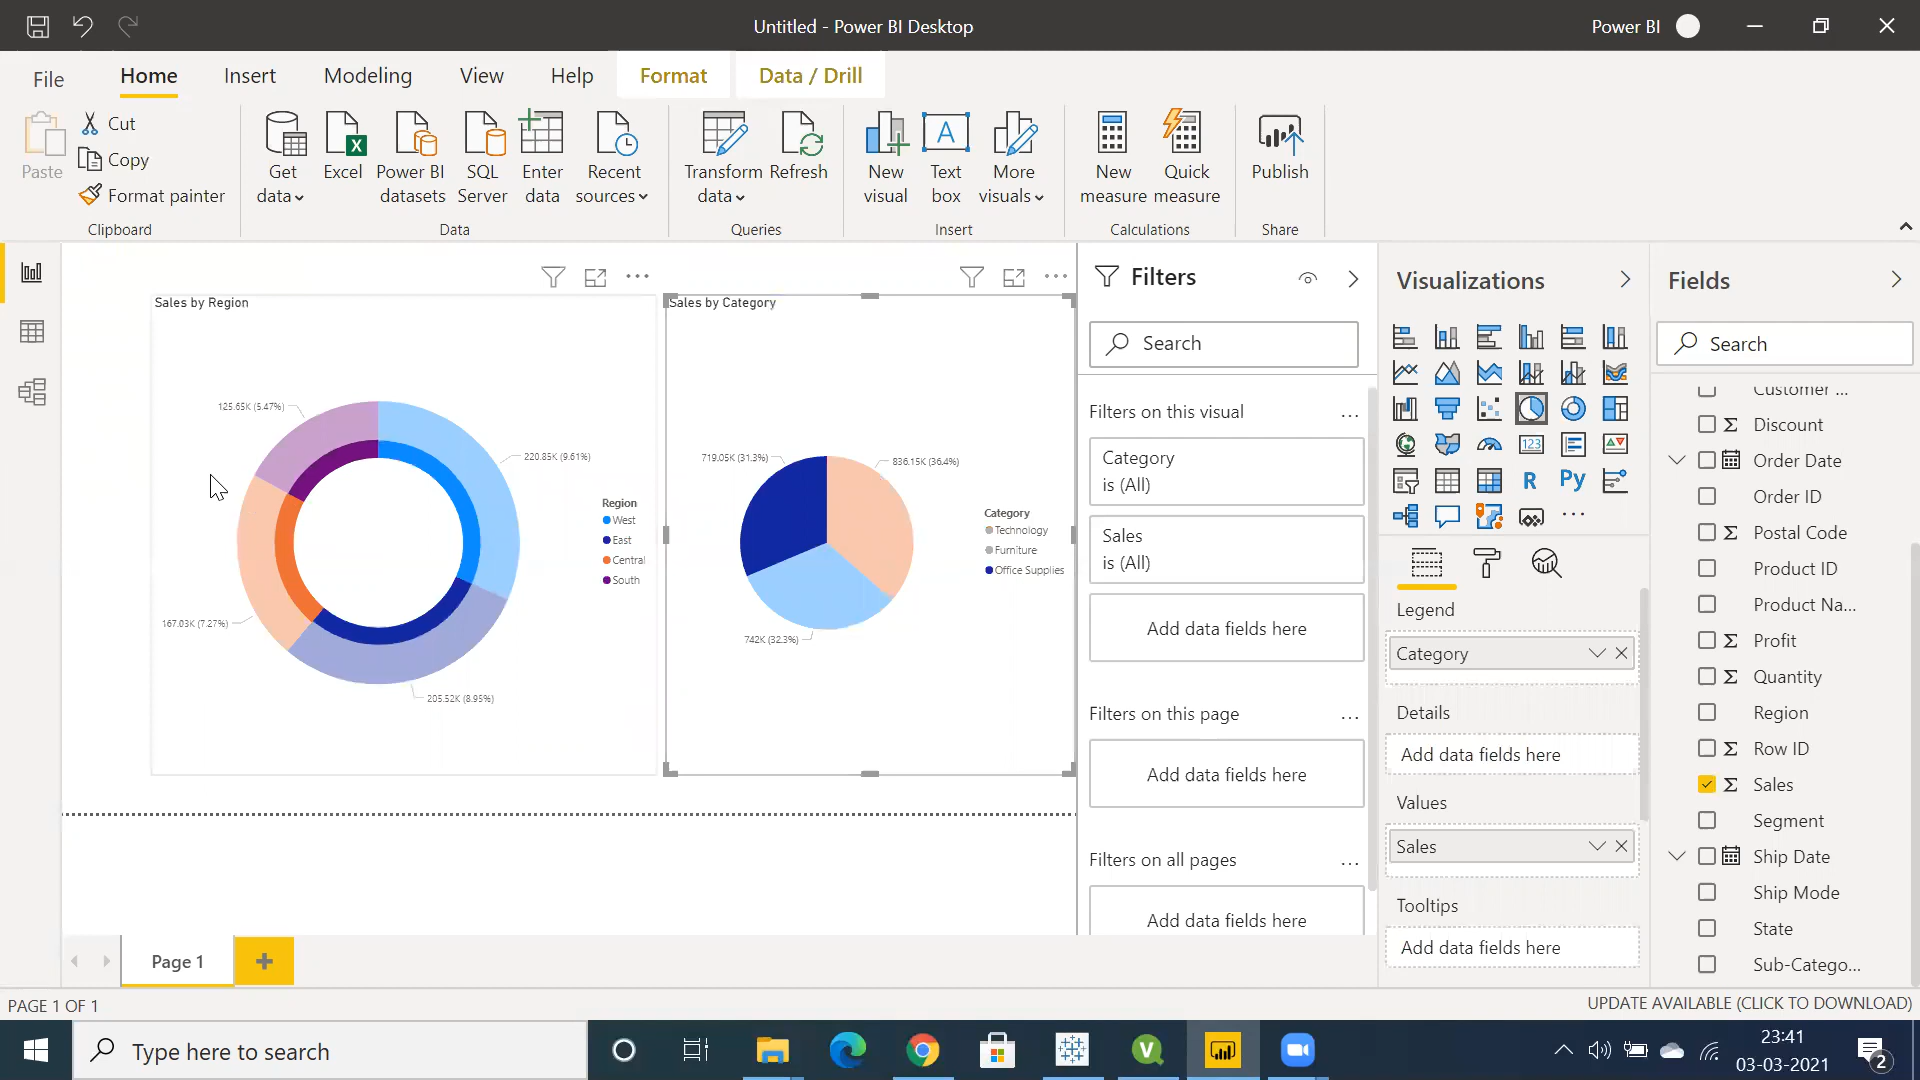 Untitled - Power BI Desktop
Power BI
File
Home
Insert
Modeling
View
Help
Format
Data / Drill
Paste
Cut
Copy
Format painter
Clipboard
Get data
Excel
Power BI datasets
SQL Server
Enter data
Recent sources
Data
Transform data
Refresh
Queries
New visual
Text box
More visuals
Insert
New measure
Quick measure
Calculations
Publish
Share
Sales by Region
125.65K (5.47%)
220.85K (9.61%)
167.03K (7.27%)
205.52K (8.95%)
Region
West
East
Central
South
Sales by Category
719.05K (31.3%)
836.15K (36.4%)
742K (32.3%)
Category
Technology
Furniture
Office Supplies
Filters
Search
Filters on this visual
...
Category
is (All)
Sales
is (All)
Add data fields here
Filters on this page
...
Add data fields here
Filters on all pages
...
Add data fields here
Visualizations
123
R
Py
...
Legend
Category
Details
Add data fields here
Values
Sales
Tooltips
Add data fields here
Fields
Search
Customer ...
Discount
Order Date
Order ID
Postal Code
Product ID
Product Na...
Profit
Quantity
Region
Row ID
Sales
Segment
Ship Date
Ship Mode
State
Sub-Catego...
Page 1
PAGE 1 OF 1
UPDATE AVAILABLE (CLICK TO DOWNLOAD)
Type here to search
23:41
03-03-2021
2